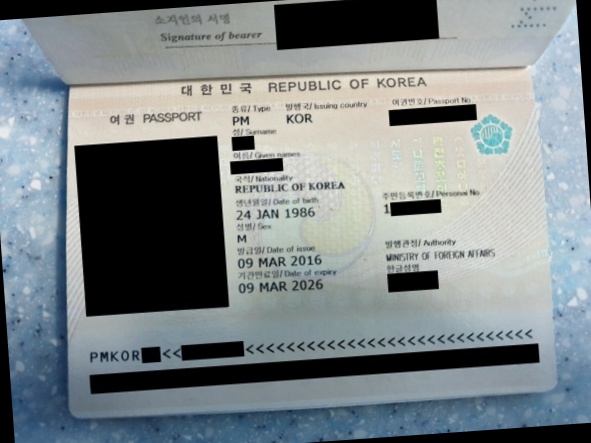 소지인의 서명
Signature of bearer
대한민국 REPUBLIC OF KOREA
여권 PASSPORT
종류/ Type 발행국/ Issuing country 여권번호/ Passport No.
PM KOR
성/ Surname
이름/ Given names
국적/ Nationality
REPUBLIC OF KOREA
생년월일/ Date of birth 주민등록번호/ Personal No.
24 JAN 1986 1
성별/ Sex
M
발급일/ Date of issue 발행관청/ Authority
09 MAR 2016 MINISTRY OF FOREIGN AFFAIRS
기간만료일/ Date of expiry 한글성명
09 MAR 2026
PMKOR <<  <<<<<<<<<<<<<<<<<<<<<<<<<<<<<